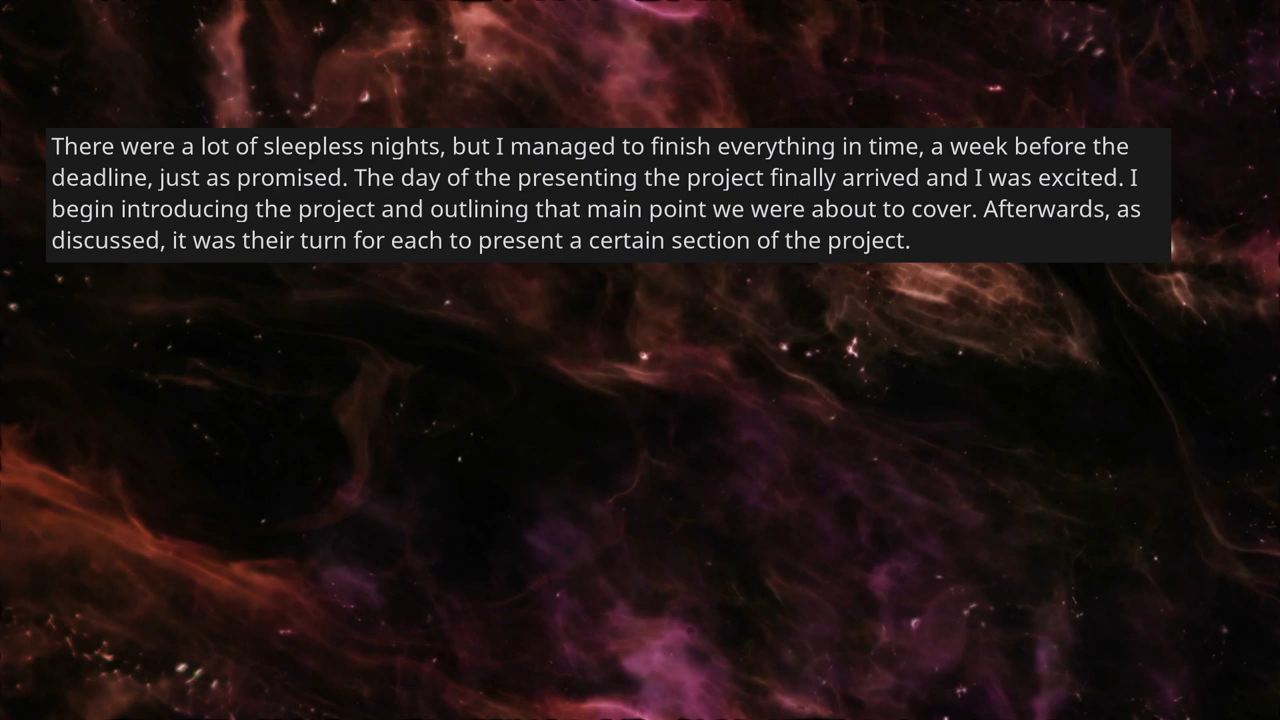 There were a lot of sleepless nights, but I managed to finish everything in time, a week before the
deadline, just as promised. The day of the presenting the project finally arrived and I was excited. I
begin introducing the project and outlining that main point we were about to cover. Afterwards, as
discussed, it was their turn for each to present a certain section of the project.